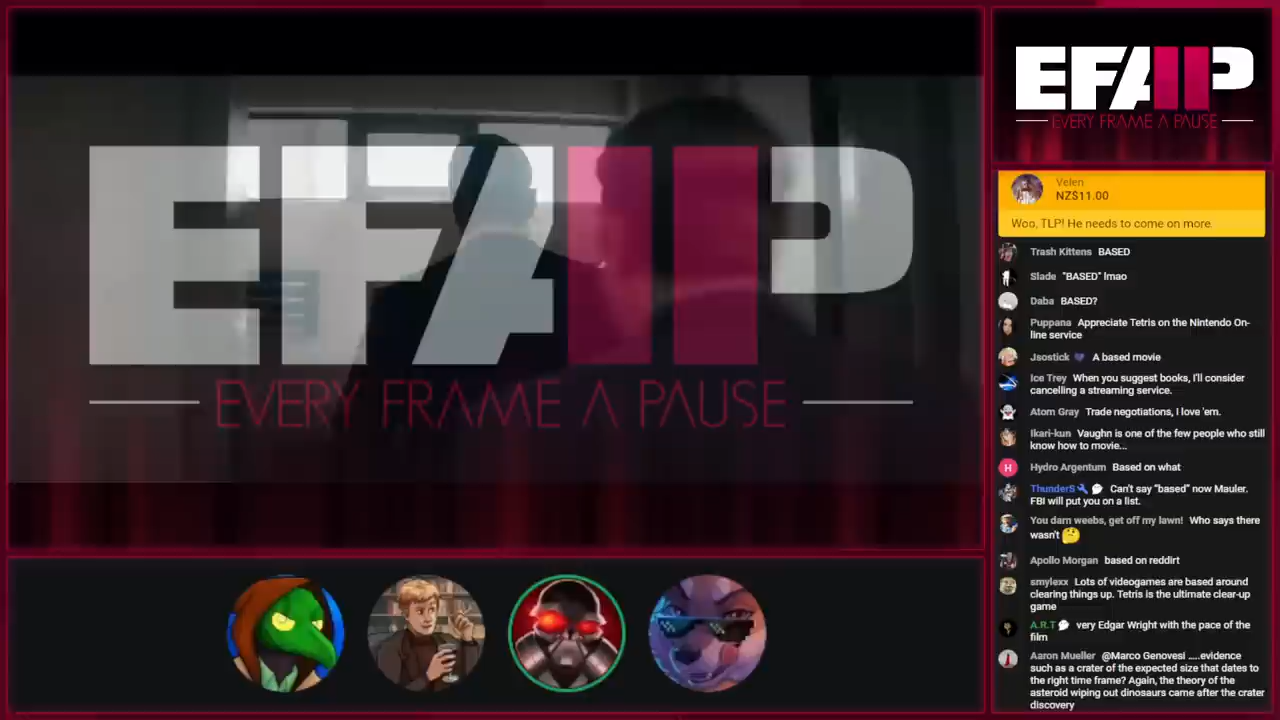 EFAP
EVERY FRAME A PAUSE
EFAP
EVERY FRAME A PAUSE
Velen
NZ$11.00
Woo, TLP! He needs to come on more.
Trash Kittens BASED
Slade "BASED" lmao
Daba BASED?
Puppana Appreciate Tetris on the Nintendo On-
line service
Jsostick 💜 A based movie
Ice Trey When you suggest books, I'll consider
cancelling a streaming service.
Atom Gray Trade negotiations, I love 'em.
Ikari-kun Vaughn is one of the few people who still
know how to movie...
H Hydro Argentum Based on what
ThunderS Can't say "based" now Mauler.
FBI will put you on a list.
You darn weebs, get off my lawn! Who says there
wasn't 🤔
Apollo Morgan based on reddirt
smylexx Lots of videogames are based around
clearing things up. Tetris is the ultimate clear-up
game
A.R.T very Edgar Wright with the pace of the
film
Aaron Mueller @Marco Genovesi .....evidence
such as a crater of the expected size that dates to
the right time frame? Again, the theory of the
asteroid wiping out dinosaurs came after the crater
discovery